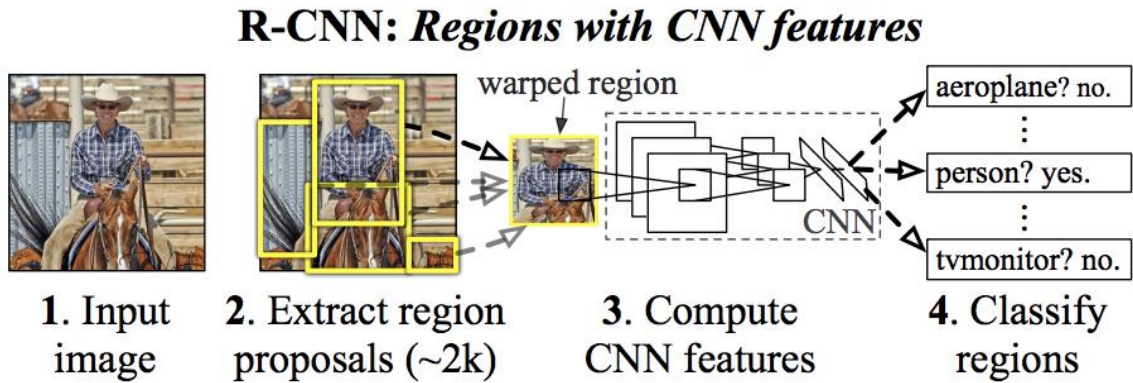 R-CNN: Regions with CNN features
warped region
aeroplane? no.
⋮
person? yes.
⋮
tvmonitor? no.
CNN
1. Input
image
2. Extract region
proposals (~2k)
3. Compute
CNN features
4. Classify
regions